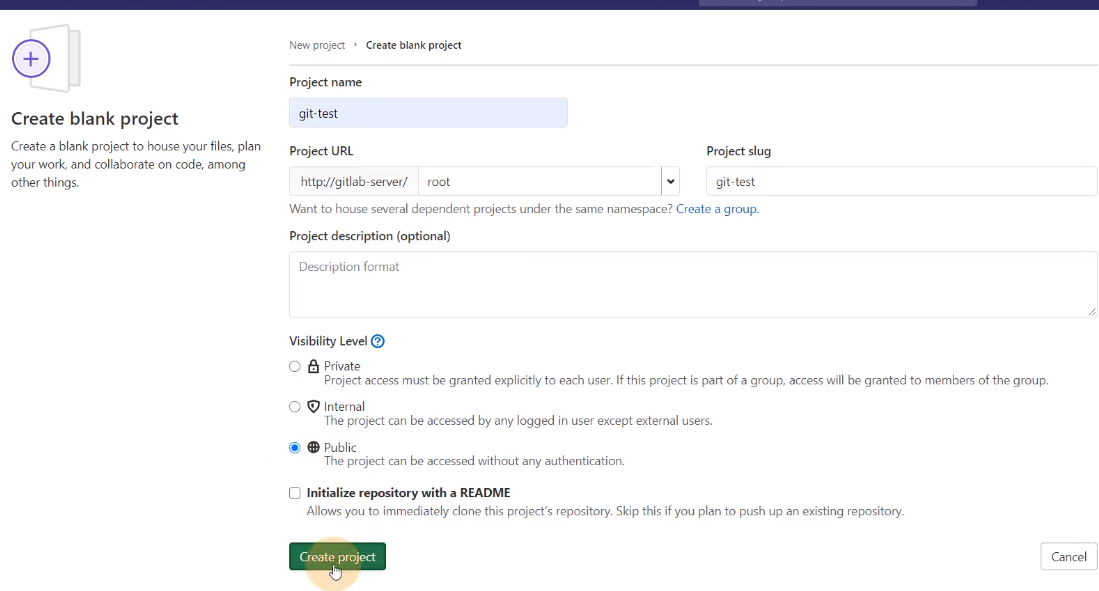 New project › Create blank project
Project name
git-test
Create blank project
Create a blank project to house your files, plan
your work, and collaborate on code, among
other things.
Project URL
http://gitlab-server/ root
Project slug
git-test
Want to house several dependent projects under the same namespace? Create a group.
Project description (optional)
Description format
Visibility Level
Private
Project access must be granted explicitly to each user. If this project is part of a group, access will be granted to members of the group.
Internal
The project can be accessed by any logged in user except external users.
Public
The project can be accessed without any authentication.
Initialize repository with a README
Allows you to immediately clone this project's repository. Skip this if you plan to push up an existing repository.
Create project
Cancel